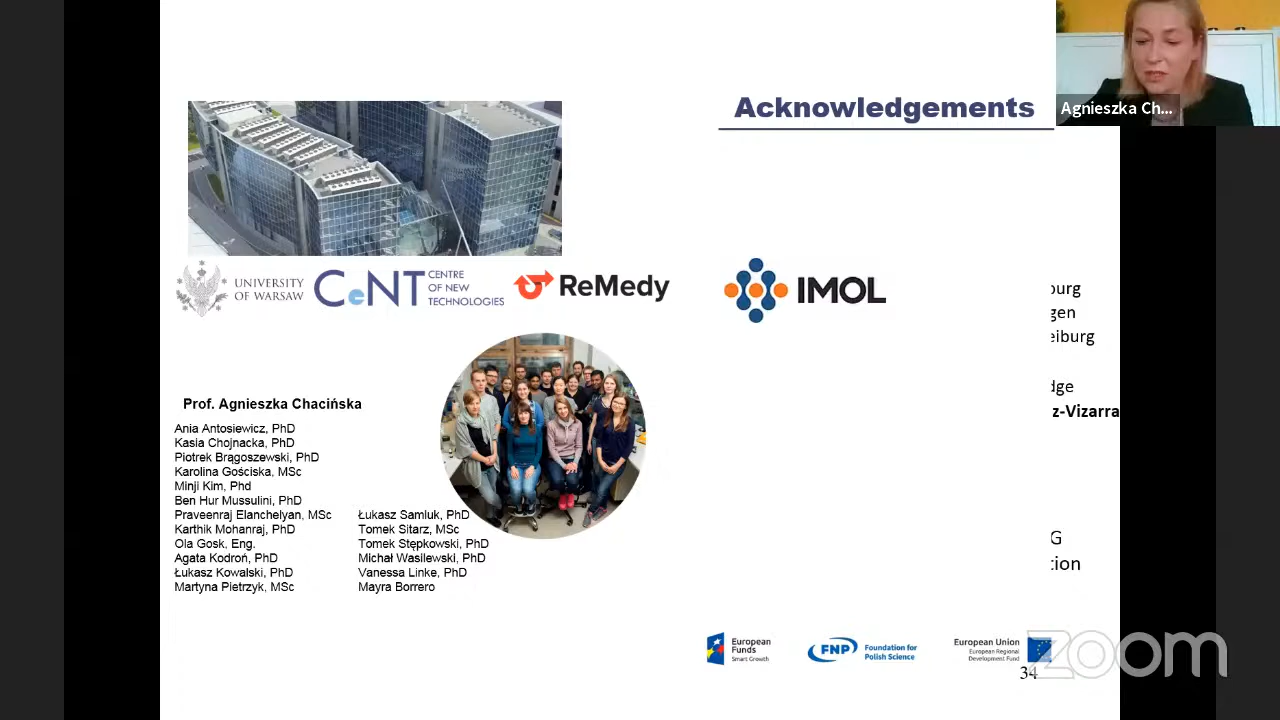 Acknowledgements
Agnieszka Ch...
UNIVERSITY
OF WARSAW
CeNT
CENTRE
OF NEW
TECHNOLOGIES
ReMedy
IMOL
burg
gen
eiburg
dge
z-Vizarra
Prof. Agnieszka Chacińska
Ania Antosiewicz, PhD
Kasia Chojnacka, PhD
Piotrek Brągoszewski, PhD
Karolina Gościska, MSc
Minji Kim, Phd
Ben Hur Mussulini, PhD
Praveenraj Elanchelyan, MSc
Karthik Mohanraj, PhD
Ola Gosk, Eng.
Agata Kodroń, PhD
Łukasz Kowalski, PhD
Martyna Pietrzyk, MSc
Łukasz Samluk, PhD
Tomek Sitarz, MSc
Tomek Stępkowski, PhD
Michał Wasilewski, PhD
Vanessa Linke, PhD
Mayra Borrero
G
tion
European
Funds
Smart Growth
FNP
Foundation for
Polish Science
European Union
European Regional
Development Fund
34
zoom